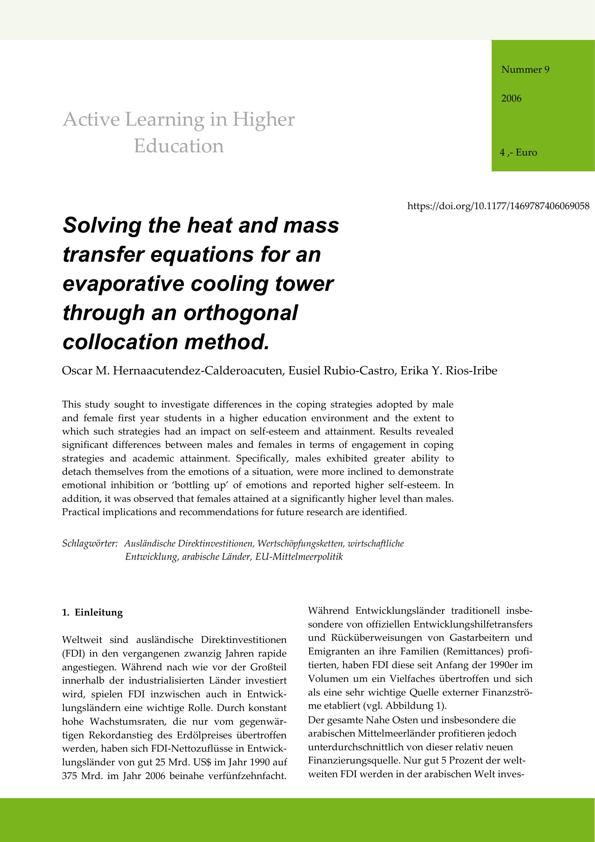 Nummer 9
2006
4 ,- Euro
Active Learning in Higher
Education
https://doi.org/10.1177/1469787406069058
Solving the heat and mass
transfer equations for an
evaporative cooling tower
through an orthogonal
collocation method.
Oscar M. Hernaacutendez-Calderoacuten, Eusiel Rubio-Castro, Erika Y. Rios-Iribe
This study sought to investigate differences in the coping strategies adopted by male
and female first year students in a higher education environment and the extent to
which such strategies had an impact on self-esteem and attainment. Results revealed
significant differences between males and females in terms of engagement in coping
strategies and academic attainment. Specifically, males exhibited greater ability to
detach themselves from the emotions of a situation, were more inclined to demonstrate
emotional inhibition or ‘bottling up’ of emotions and reported higher self-esteem. In
addition, it was observed that females attained at a significantly higher level than males.
Practical implications and recommendations for future research are identified.
Schlagwörter: Ausländische Direktinvestitionen, Wertschöpfungsketten, wirtschaftliche
Entwicklung, arabische Länder, EU-Mittelmeerpolitik
1. Einleitung
Weltweit sind ausländische Direktinvestitionen
(FDI) in den vergangenen zwanzig Jahren rapide
angestiegen. Während nach wie vor der Großteil
innerhalb der industrialisierten Länder investiert
wird, spielen FDI inzwischen auch in Entwick-
lungsländern eine wichtige Rolle. Durch konstant
hohe Wachstumsraten, die nur vom gegenwär-
tigen Rekordanstieg des Erdölpreises übertroffen
werden, haben sich FDI-Nettozuflüsse in Entwick-
lungsländer von gut 25 Mrd. US$ im Jahr 1990 auf
375 Mrd. im Jahr 2006 beinahe verfünfzehnfacht.
Während Entwicklungsländer traditionell insbe-
sondere von offiziellen Entwicklungshilfetransfers
und Rücküberweisungen von Gastarbeitern und
Emigranten an ihre Familien (Remittances) profi-
tierten, haben FDI diese seit Anfang der 1990er im
Volumen um ein Vielfaches übertroffen und sich
als eine sehr wichtige Quelle externer Finanzströ-
me etabliert (vgl. Abbildung 1).
Der gesamte Nahe Osten und insbesondere die
arabischen Mittelmeerländer profitieren jedoch
unterdurchschnittlich von dieser relativ neuen
Finanzierungsquelle. Nur gut 5 Prozent der welt-
weiten FDI werden in der arabischen Welt inves-